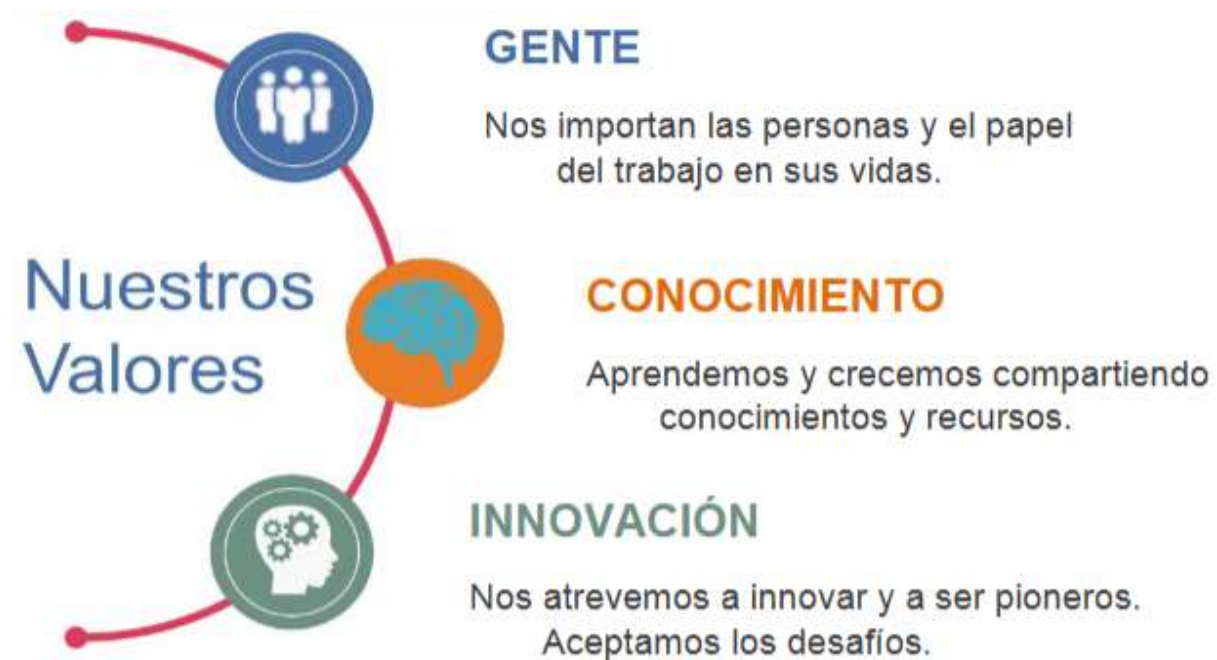 Nuestros
Valores
GENTE
Nos importan las personas y el papel
del trabajo en sus vidas.
CONOCIMIENTO
Aprendemos y crecemos compartiendo
conocimientos y recursos.
INNOVACIÓN
Nos atrevemos a innovar y a ser pioneros.
Aceptamos los desafíos.